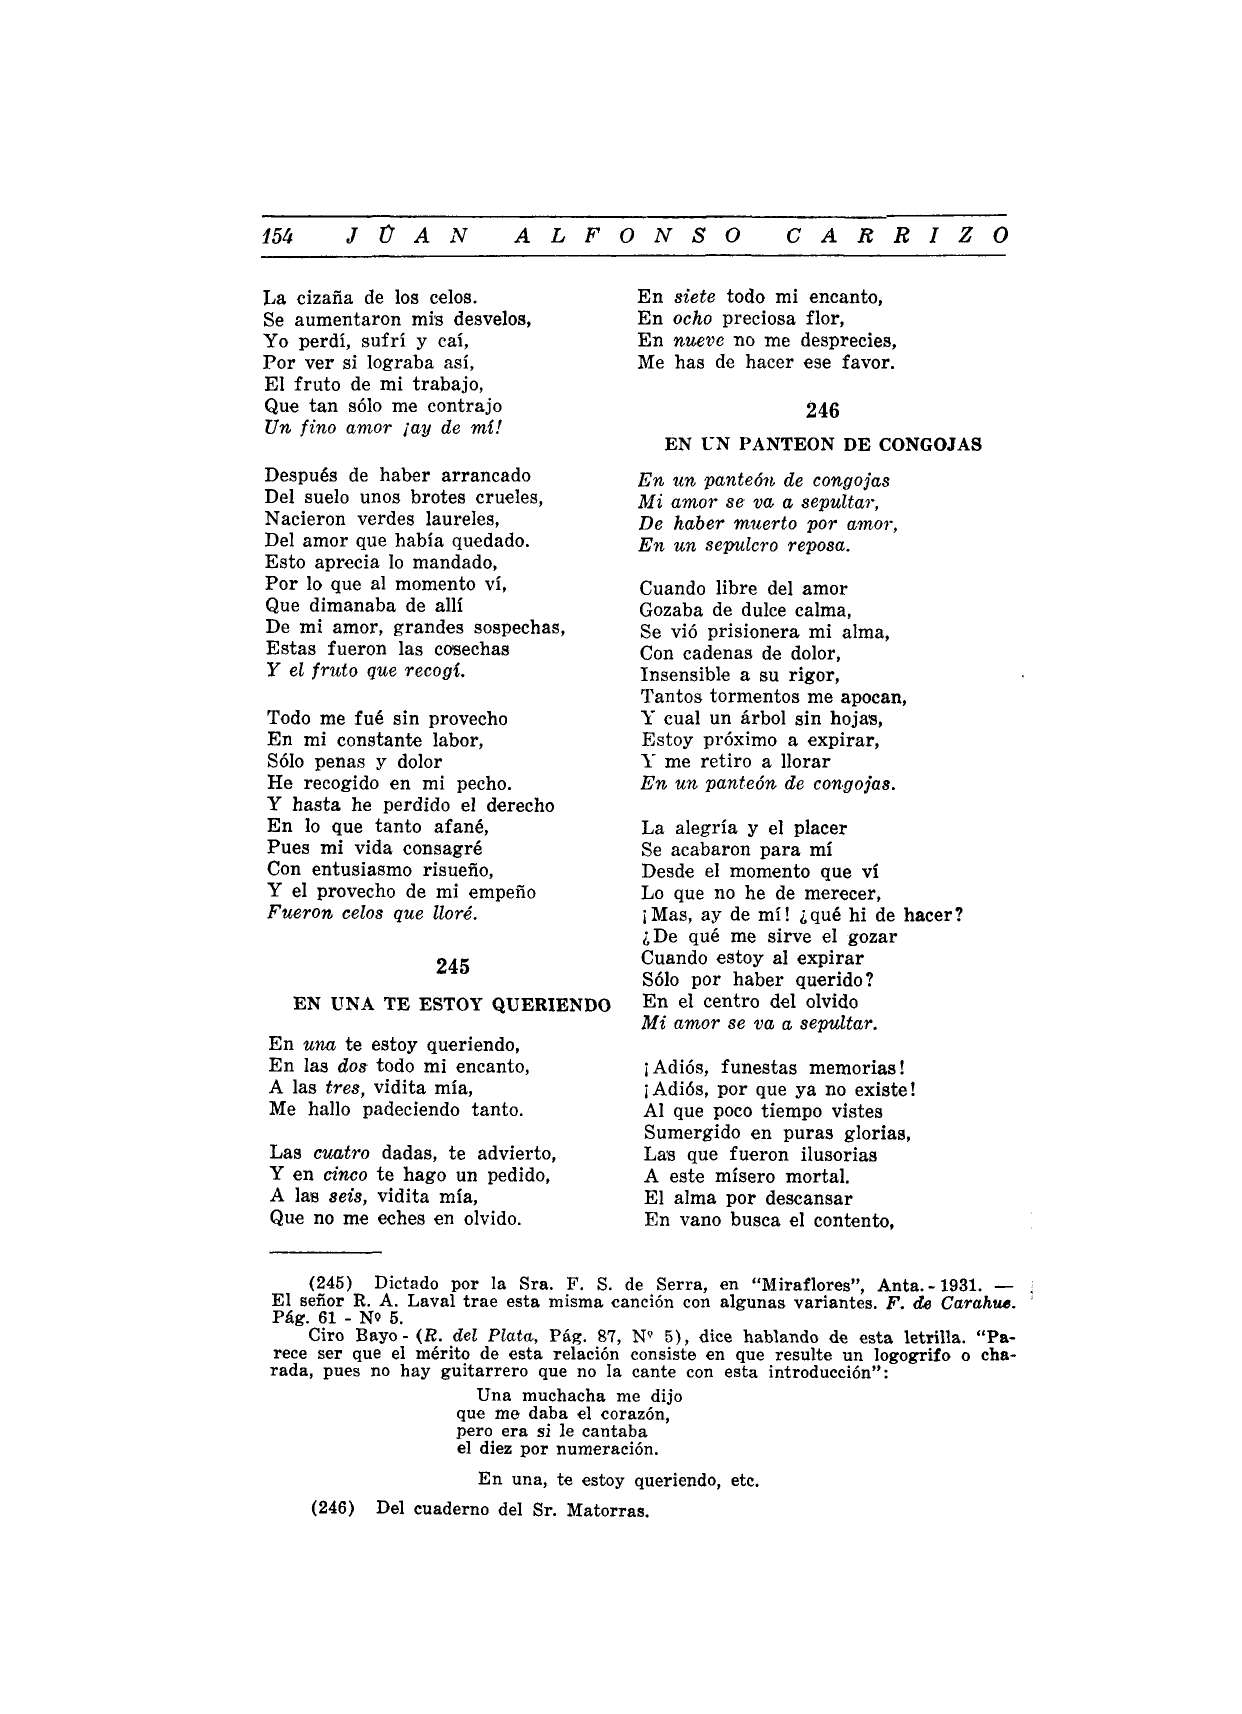 154 JUAN ALFONSO CARRIZO
La cizaña de los celos.
Se aumentaron mis desvelos,
Yo perdí, sufrí y caí,
Por ver si lograba así,
El fruto de mi trabajo,
Que tan sólo me contrajo
Un fino amor ¡ay de mí!
Después de haber arrancado
Del suelo unos brotes crueles,
Nacieron verdes laureles,
Del amor que había quedado.
Esto aprecia lo mandado,
Por lo que al momento ví,
Que dimanaba de allí
De mi amor, grandes sospechas,
Estas fueron las cosechas
Y el fruto que recogí.
Todo me fué sin provecho
En mi constante labor,
Sólo penas y dolor
He recogido en mi pecho.
Y hasta he perdido el derecho
En lo que tanto afané,
Pues mi vida consagré
Con entusiasmo risueño,
Y el provecho de mi empeño
Fueron celos que lloré.
245
EN UNA TE ESTOY QUERIENDO
En una te estoy queriendo,
En las dos todo mi encanto,
A las tres, vidita mía,
Me hallo padeciendo tanto.
Las cuatro dadas, te advierto,
Y en cinco te hago un pedido,
A las seis, vidita mía,
Que no me eches en olvido.
En siete todo mi encanto,
En ocho preciosa flor,
En nueve no me desprecies,
Me has de hacer ese favor.
246
EN UN PANTEON DE CONGOJAS
En un panteón de congojas
Mi amor se va a sepultar,
De haber muerto por amor,
En un sepulcro reposa.
Cuando libre del amor
Gozaba de dulce calma,
Se vió prisionera mi alma,
Con cadenas de dolor,
Insensible a su rigor,
Tantos tormentos me apocan,
Y cual un árbol sin hojas,
Estoy próximo a expirar,
Y me retiro a llorar
En un panteón de congojas.
La alegría y el placer
Se acabaron para mí
Desde el momento que ví
Lo que no he de merecer,
¡Mas, ay de mí! ¿qué hi de hacer?
¿De qué me sirve el gozar
Cuando estoy al expirar
Sólo por haber querido?
En el centro del olvido
Mi amor se va a sepultar.
¡Adiós, funestas memorias!
¡Adiós, por que ya no existe!
Al que poco tiempo vistes
Sumergido en puras glorias,
Las que fueron ilusorias
A este mísero mortal.
El alma por descansar
En vano busca el contento,
(245) Dictado por la Sra. F. S. de Serra, en "Miraflores", Anta. - 1931. —
El señor R. A. Laval trae esta misma canción con algunas variantes. F. de Carahue.
Pág. 61 - Nº 5.
Ciro Bayo - (R. del Plata, Pág. 87, Nº 5), dice hablando de esta letrilla. "Pa-
rece ser que el mérito de esta relación consiste en que resulte un logogrifo o cha-
rada, pues no hay guitarrero que no la cante con esta introducción":
Una muchacha me dijo
que me daba el corazón,
pero era si le cantaba
el diez por numeración.
En una, te estoy queriendo, etc.
(246) Del cuaderno del Sr. Matorras.